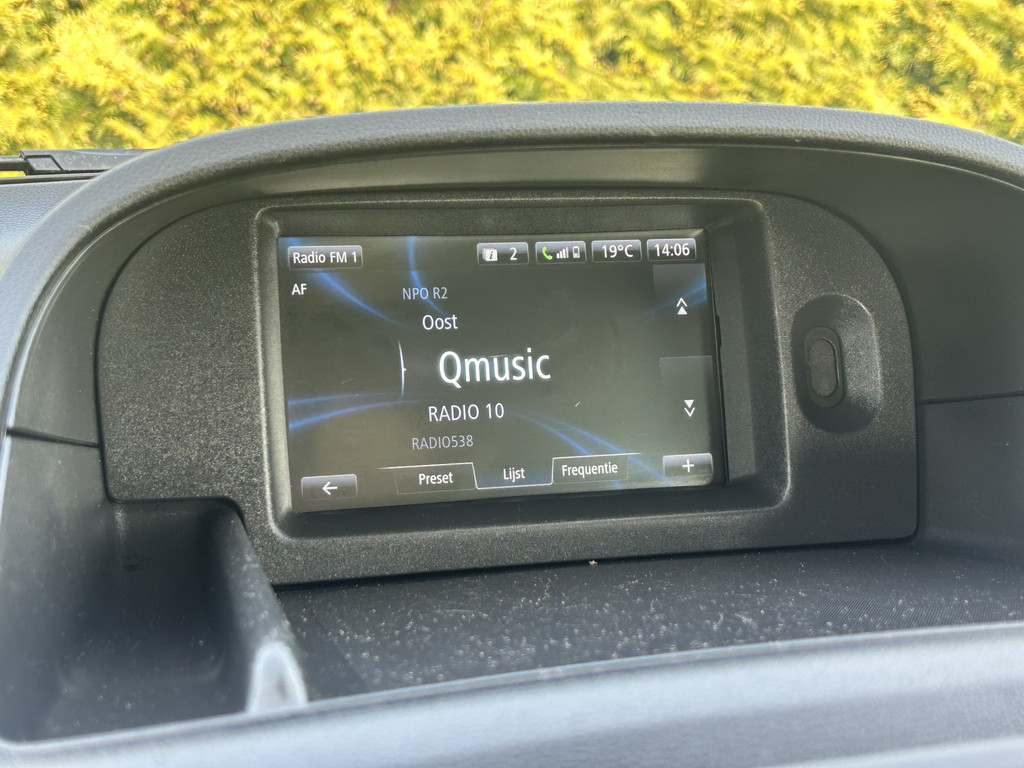 Radio FM 1 i 2 19°C 14:06
AF
NPO R2
Oost
Qmusic
RADIO 10
RADIO538
Preset Lijst Frequentie +